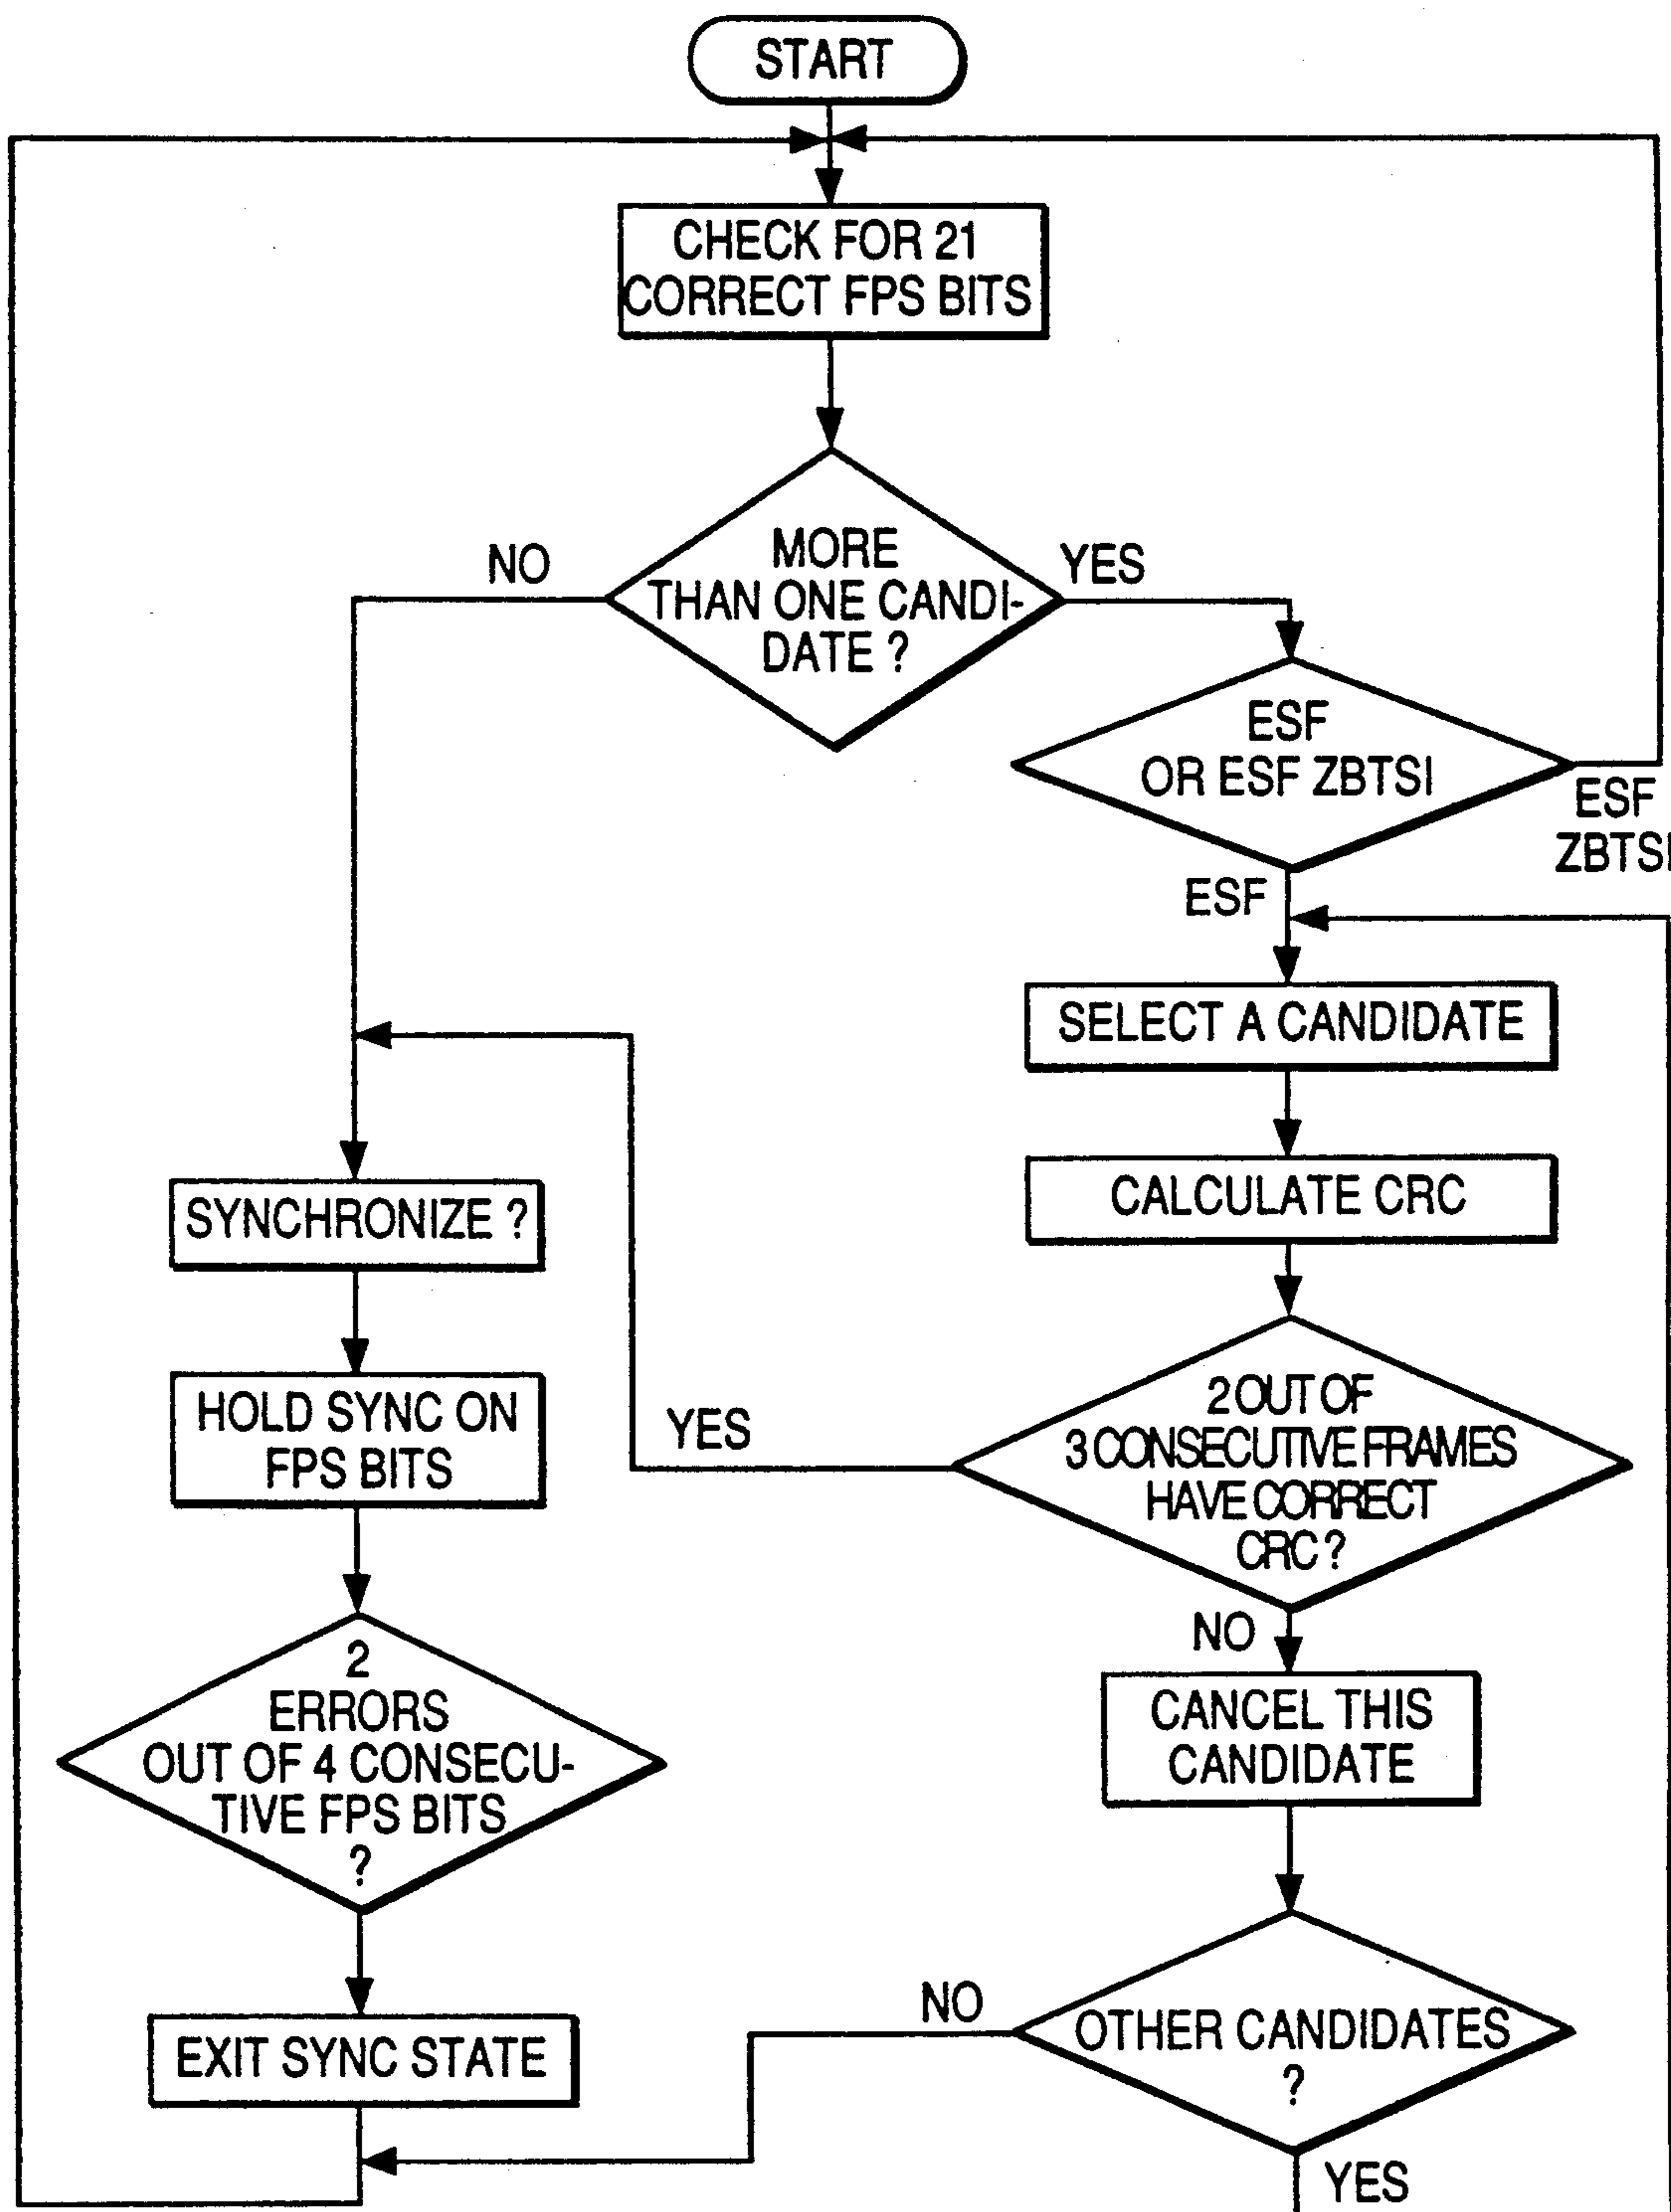 START
CHECK FOR 21
CORRECT FPS BITS
MORE
THAN ONE CANDI-
DATE ?
NO
YES
ESF
OR ESF ZBTSI
ESF
ZBTSI
ESF
SELECT A CANDIDATE
CALCULATE CRC
2 OUT OF
3 CONSECUTIVE FRAMES
HAVE CORRECT
CRC ?
YES
NO
SYNCHRONIZE ?
HOLD SYNC ON
FPS BITS
2
ERRORS
OUT OF 4 CONSECU-
TIVE FPS BITS
?
EXIT SYNC STATE
CANCEL THIS
CANDIDATE
OTHER CANDIDATES
?
NO
YES